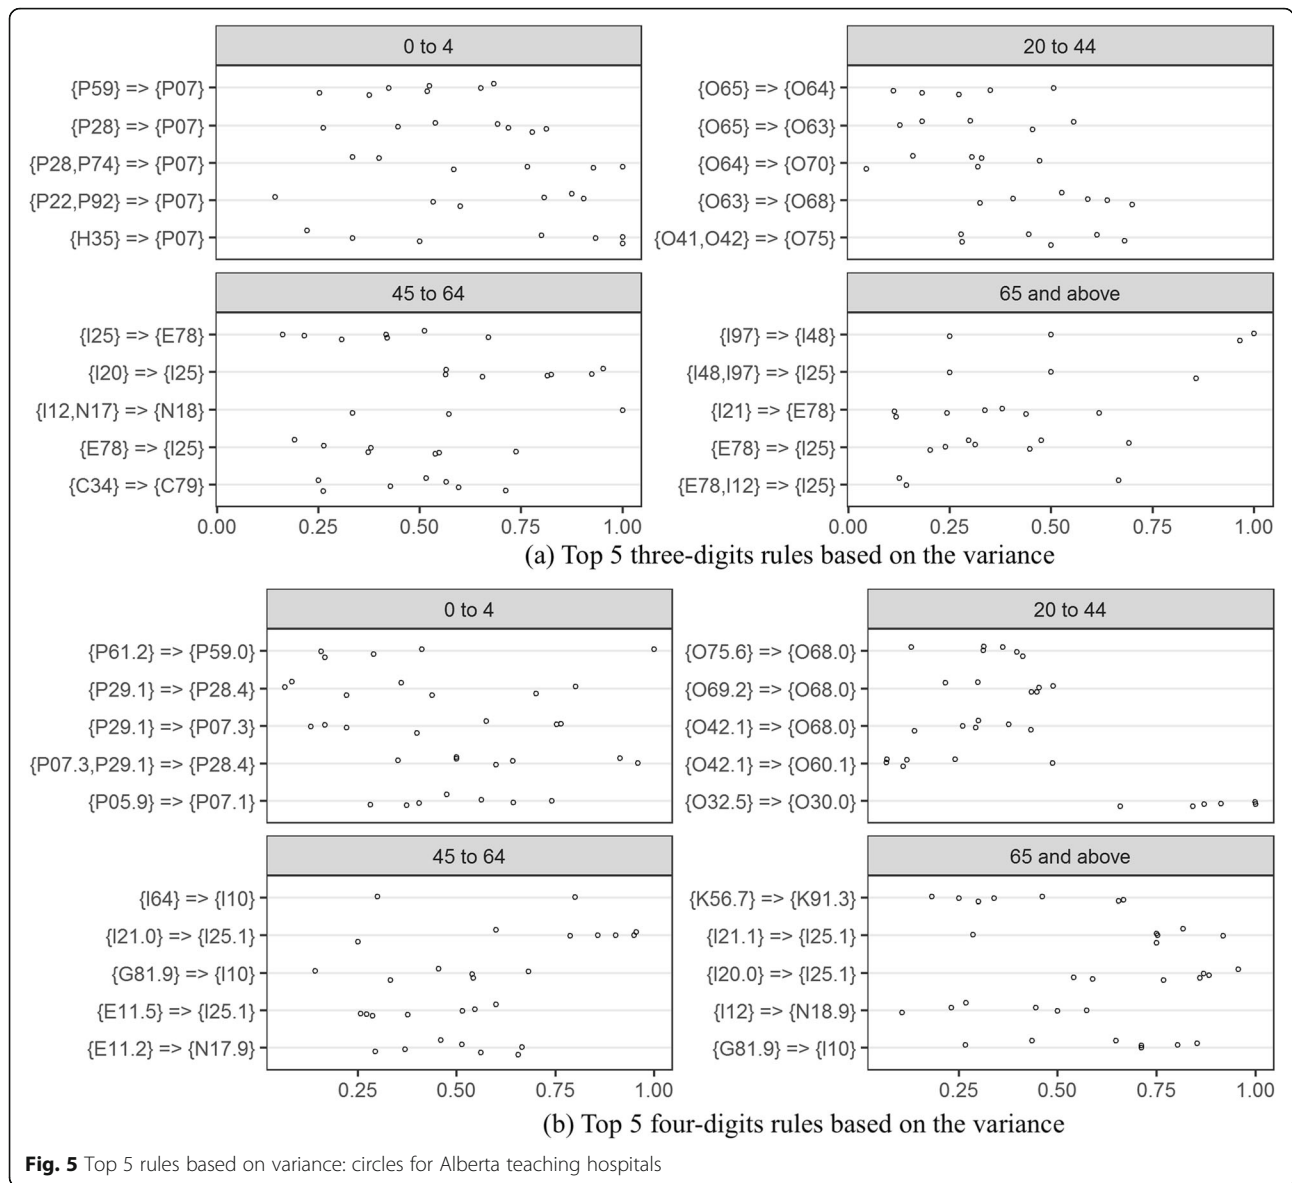 0 to 4
{P59} => {P07}
{P28} => {P07}
{P28,P74} => {P07}
{P22,P92} => {P07}
{H35} => {P07}
20 to 44
{O65} => {O64}
{O65} => {O63}
{O64} => {O70}
{O63} => {O68}
{O41,O42} => {O75}
45 to 64
{I25} => {E78}
{I20} => {I25}
{I12,N17} => {N18}
{E78} => {I25}
{C34} => {C79}
0.00 0.25 0.50 0.75 1.00
65 and above
{I97} => {I48}
{I48,I97} => {I25}
{I21} => {E78}
{E78} => {I25}
{E78,I12} => {I25}
0.00 0.25 0.50 0.75 1.00
(a) Top 5 three-digits rules based on the variance
0 to 4
{P61.2} => {P59.0}
{P29.1} => {P28.4}
{P29.1} => {P07.3}
{P07.3,P29.1} => {P28.4}
{P05.9} => {P07.1}
20 to 44
{O75.6} => {O68.0}
{O69.2} => {O68.0}
{O42.1} => {O68.0}
{O42.1} => {O60.1}
{O32.5} => {O30.0}
45 to 64
{I64} => {I10}
{I21.0} => {I25.1}
{G81.9} => {I10}
{E11.5} => {I25.1}
{E11.2} => {N17.9}
0.25 0.50 0.75 1.00
65 and above
{K56.7} => {K91.3}
{I21.1} => {I25.1}
{I20.0} => {I25.1}
{I12} => {N18.9}
{G81.9} => {I10}
0.25 0.50 0.75 1.00
(b) Top 5 four-digits rules based on the variance
Fig. 5 Top 5 rules based on variance: circles for Alberta teaching hospitals